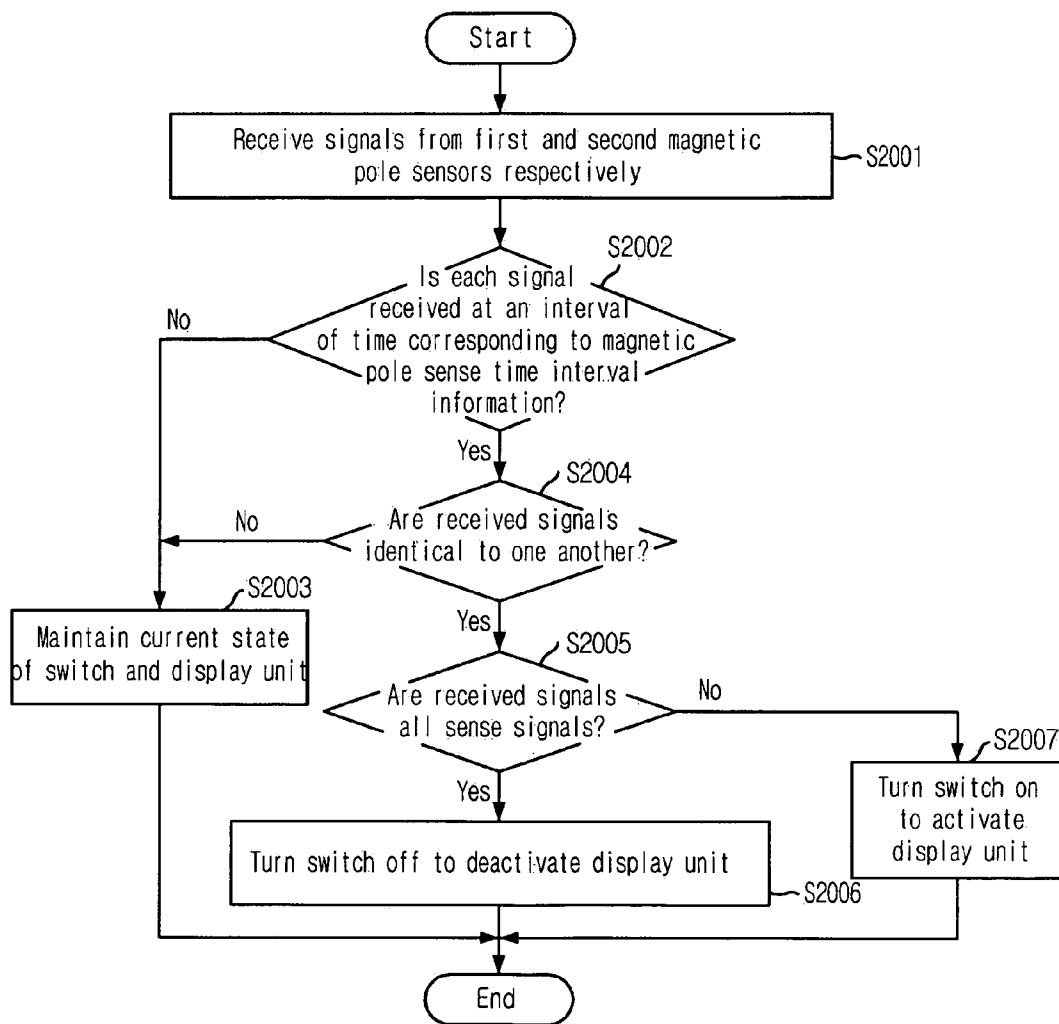 Start
Receive signals from first and second magnetic
pole sensors respectively
S2001
S2002
Is each signal
received at an interval
of time corresponding to magnetic
pole sense time interval
information?
No
Yes
S2004
Are received signals
identical to one another?
No
S2003
Maintain current state
of switch and display unit
Yes
S2005
Are received signals
all sense signals?
No
S2007
Turn switch on
to activate
display unit
Yes
Turn switch off to deactivate display unit
S2006
End